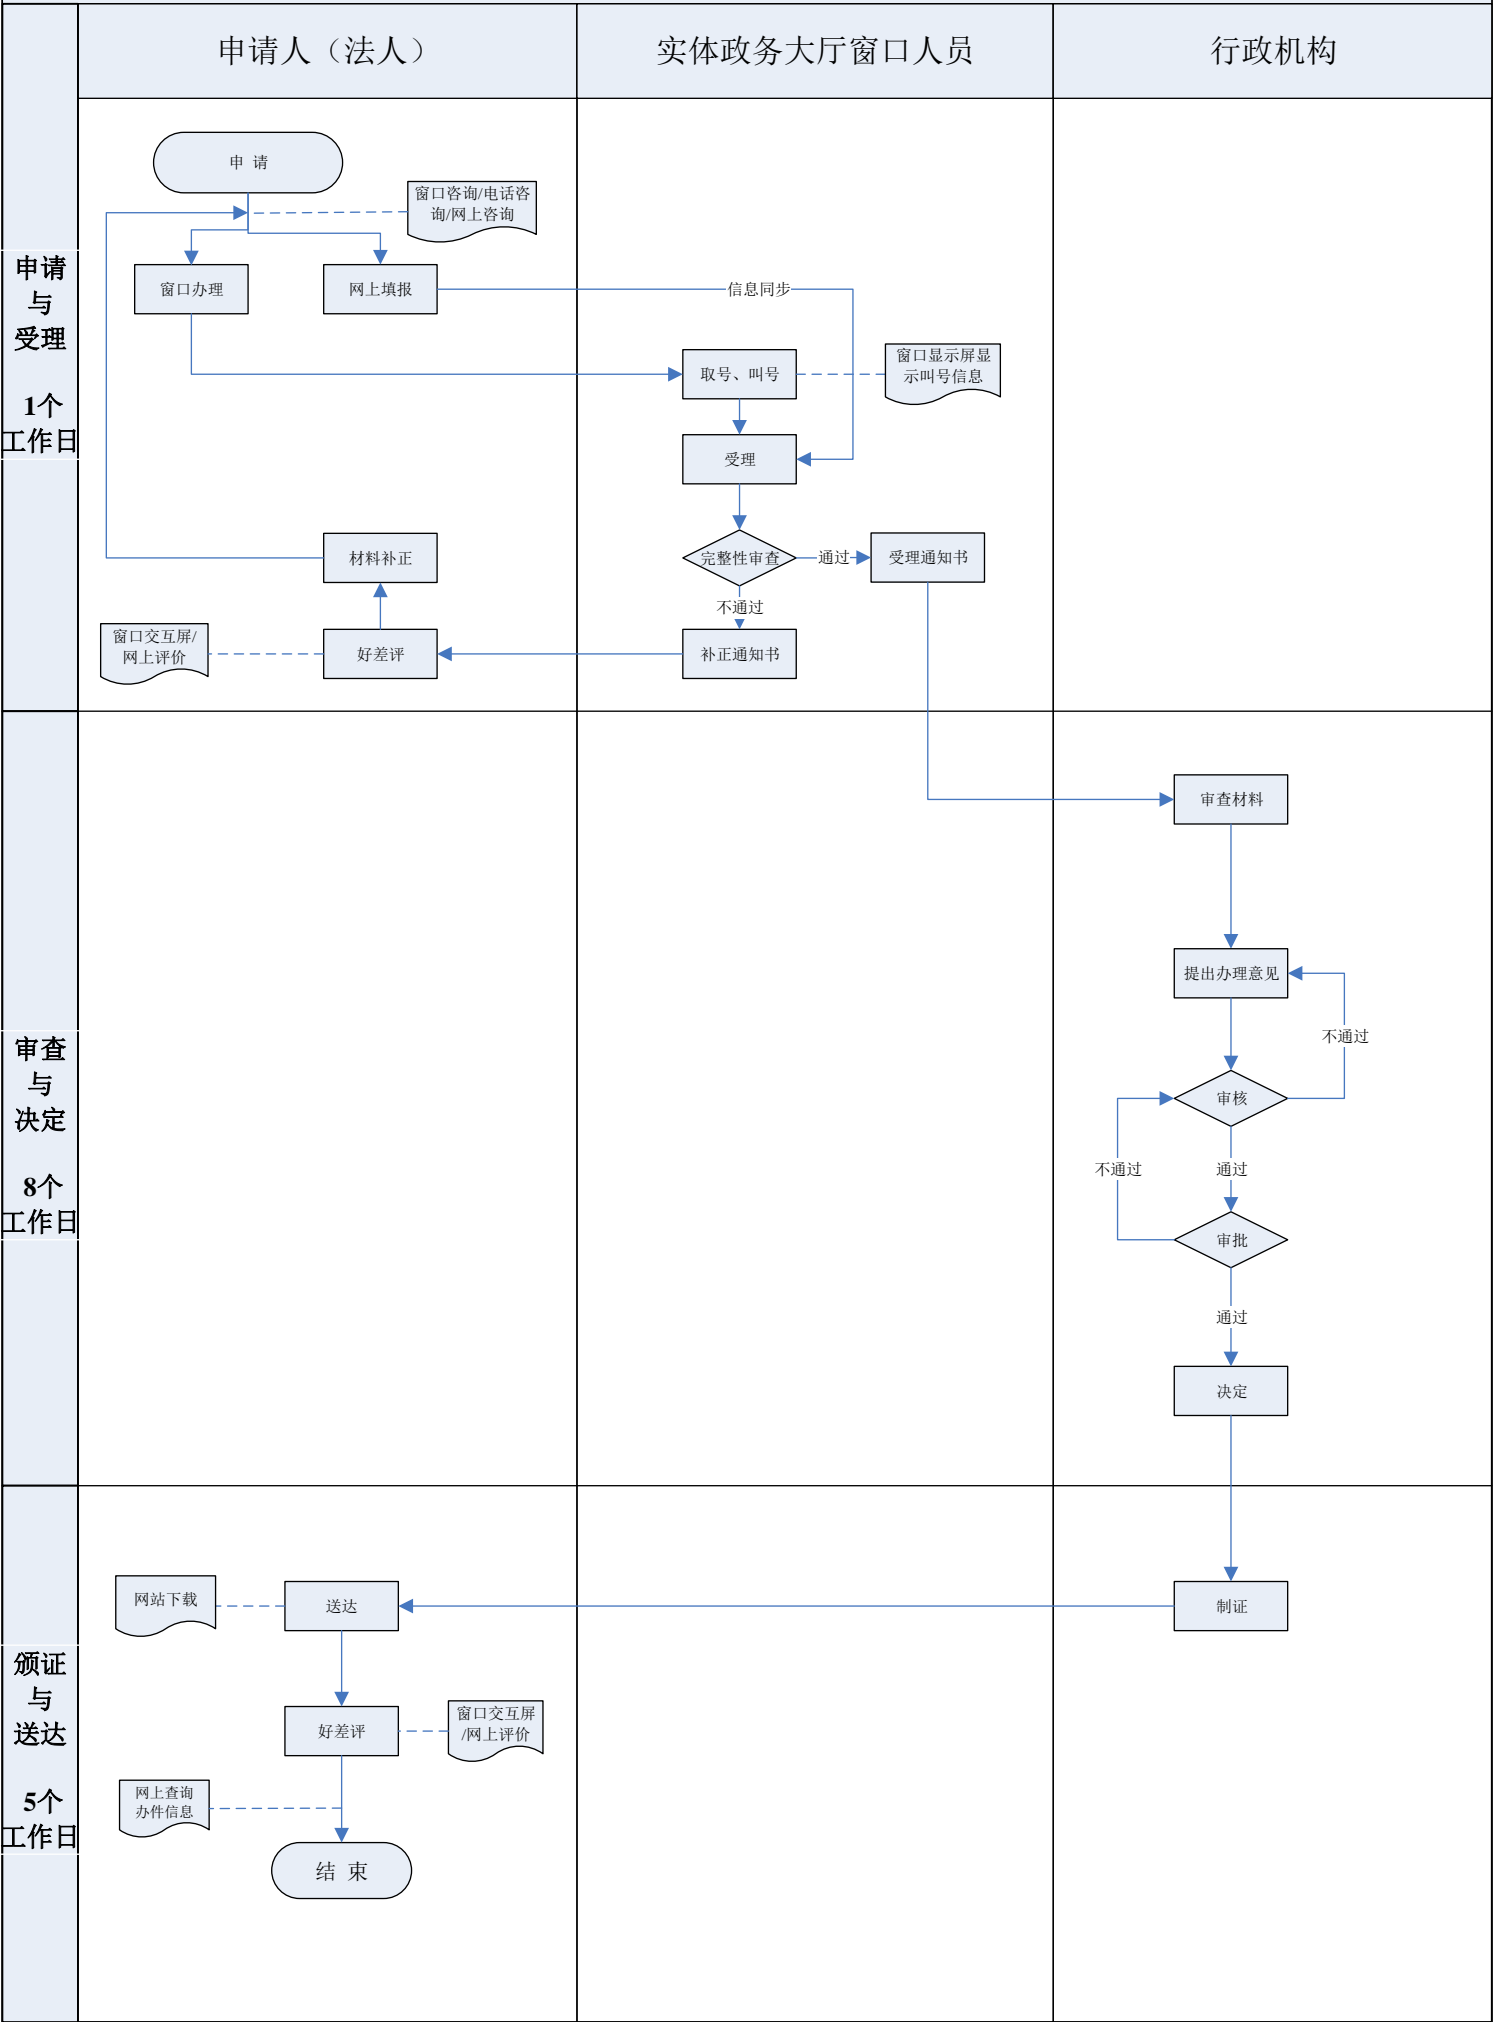 申请人（法人）
实体政务大厅窗口人员
行政机构
申请
与
受理
1个
工作日
申 请
窗口咨询/电话咨
询/网上咨询
窗口办理
网上填报
信息同步
取号、叫号
窗口显示屏显
示叫号信息
受理
完整性审查
通过
受理通知书
不通过
材料补正
窗口交互屏/
网上评价
好差评
补正通知书
审查
与
决定
8个
工作日
审查材料
提出办理意见
不通过
审核
不通过
通过
审批
通过
决定
颁证
与
送达
5个
工作日
网站下载
送达
制证
好差评
窗口交互屏
/网上评价
网上查询
办件信息
结 束